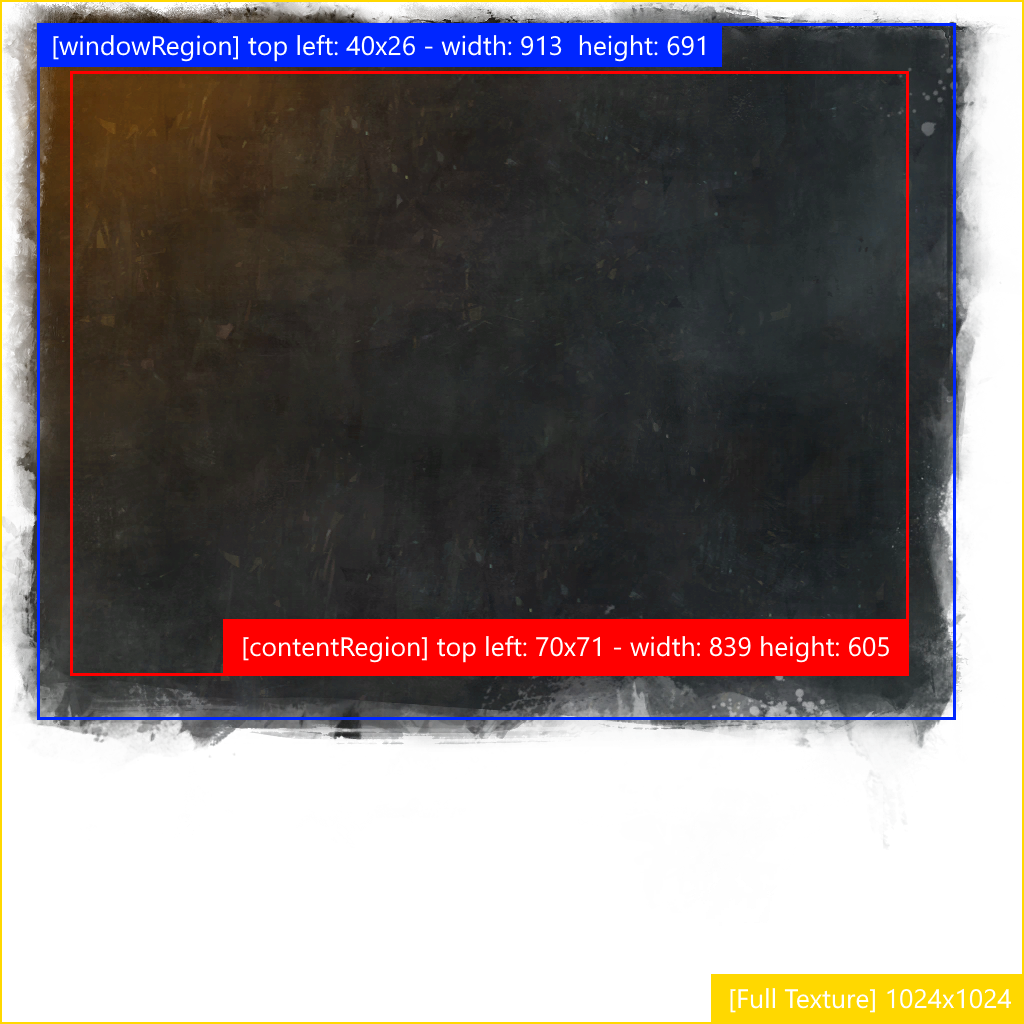 [windowRegion] top left: 40x26 - width: 913  height: 691
[contentRegion] top left: 70x71 - width: 839 height: 605
[Full Texture] 1024x1024